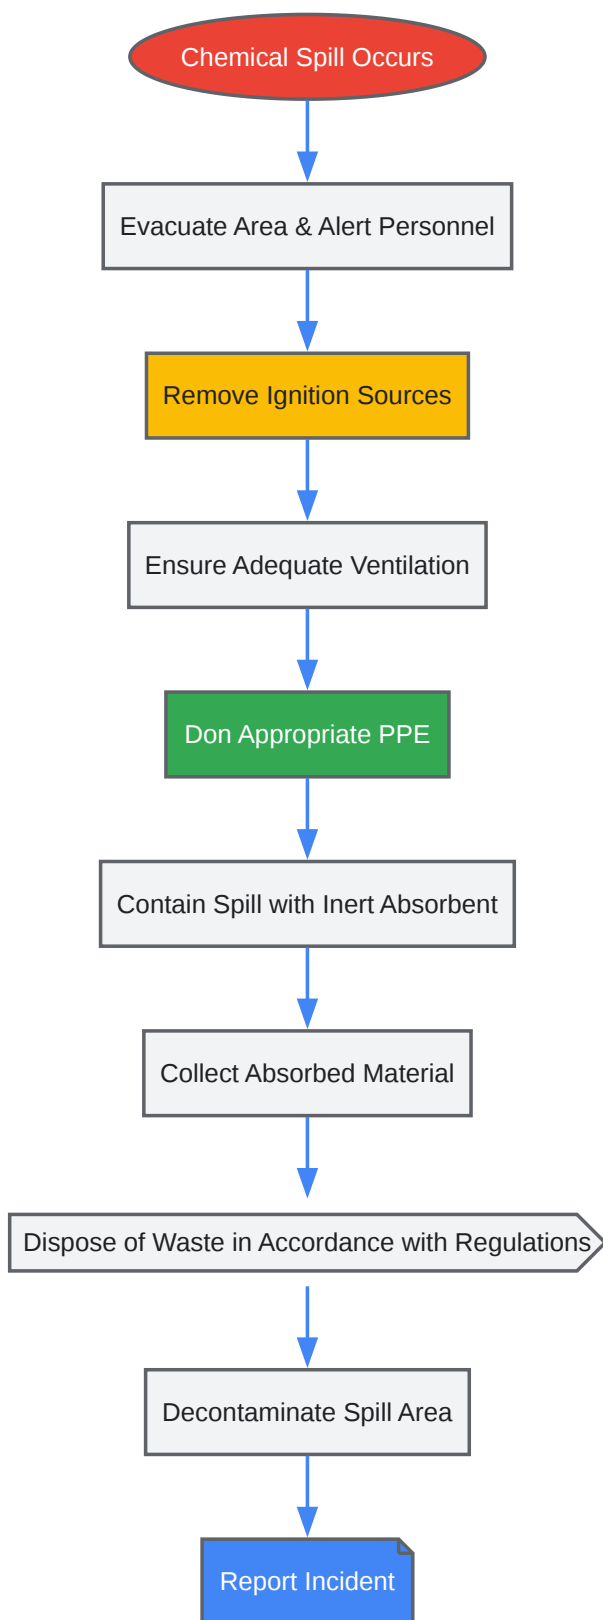 Chemical Spill Occurs
Evacuate Area & Alert Personnel
Remove Ignition Sources
Ensure Adequate Ventilation
Don Appropriate PPE
Contain Spill with Inert Absorbent
Collect Absorbed Material
Dispose of Waste in Accordance with Regulations
Decontaminate Spill Area
Report Incident